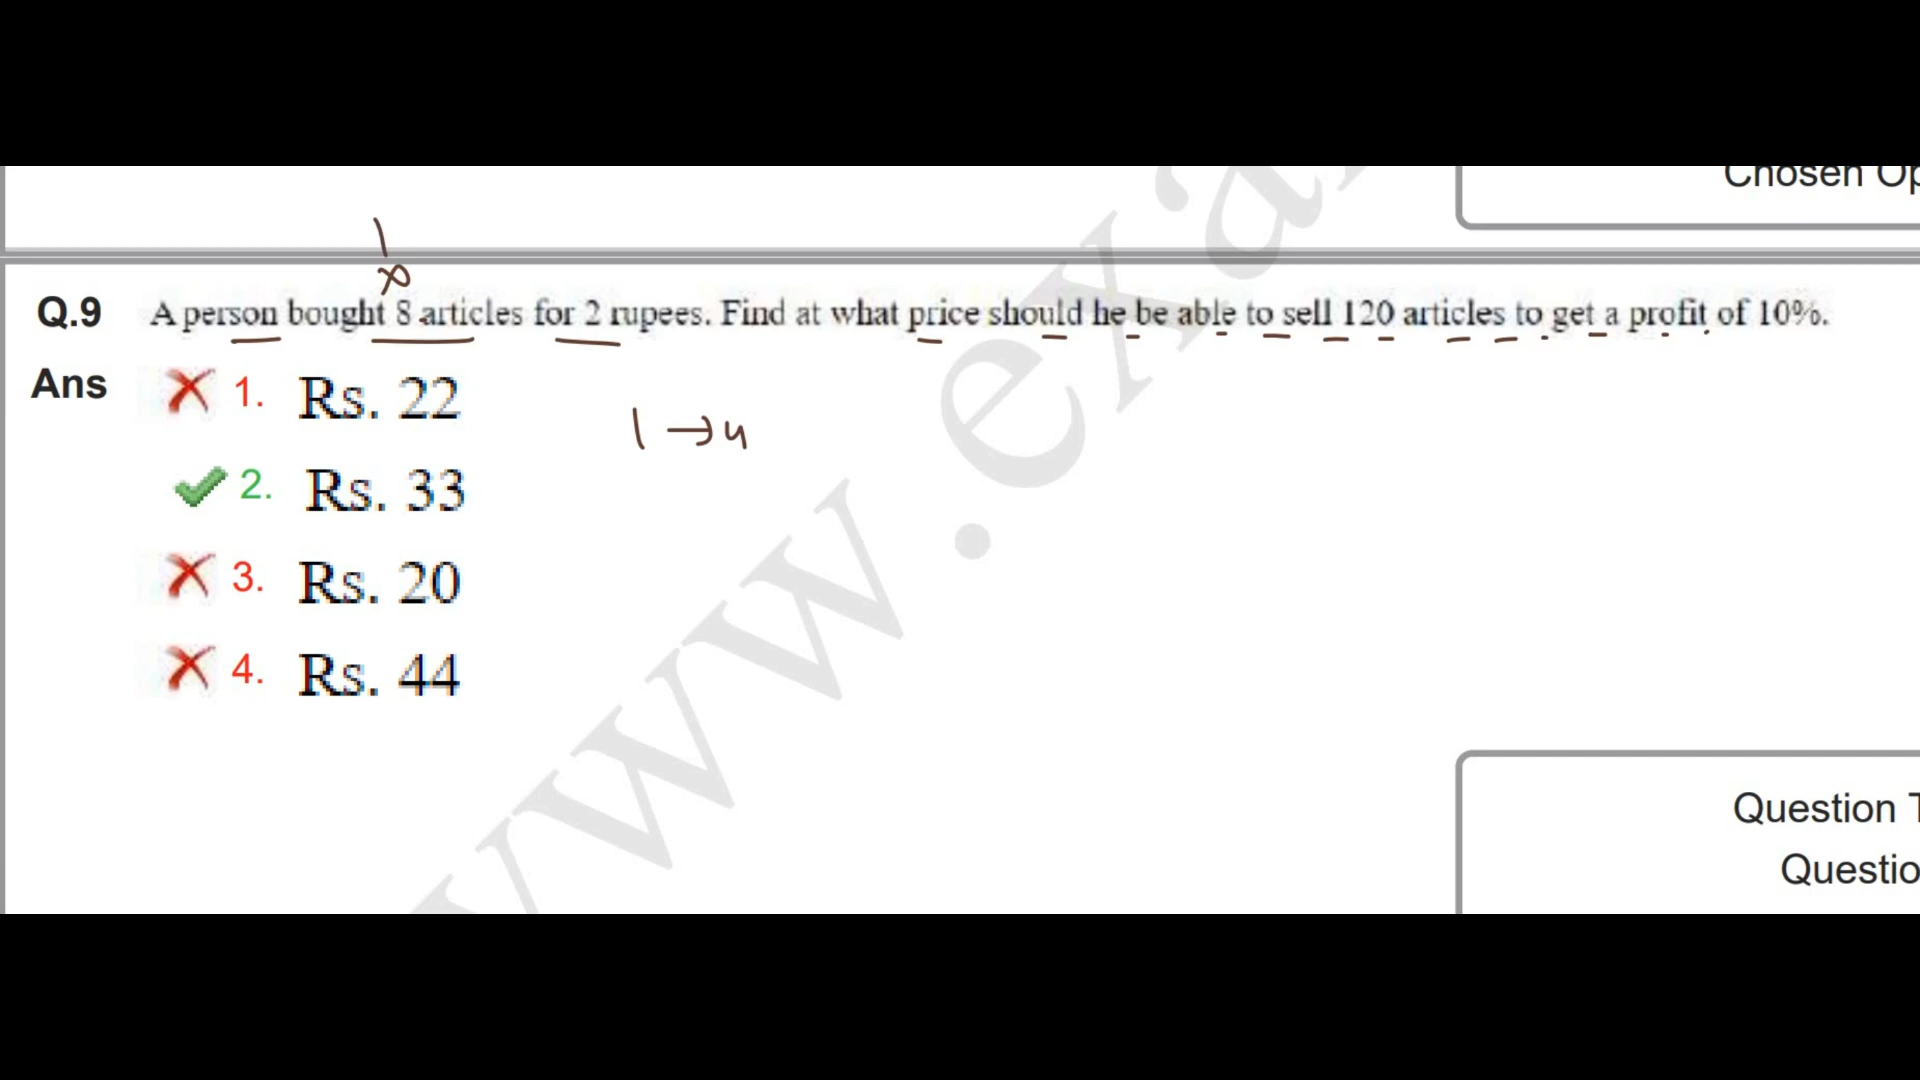 Chosen Op
1
Q.9 A person bought 8 articles for 2 rupees. Find at what price should he be able to sell 120 articles to get a profit of 10%.
Ans 1. Rs. 22
1 → 4
2. Rs. 33
3. Rs. 20
4. Rs. 44
www.exa
Question T
Questio